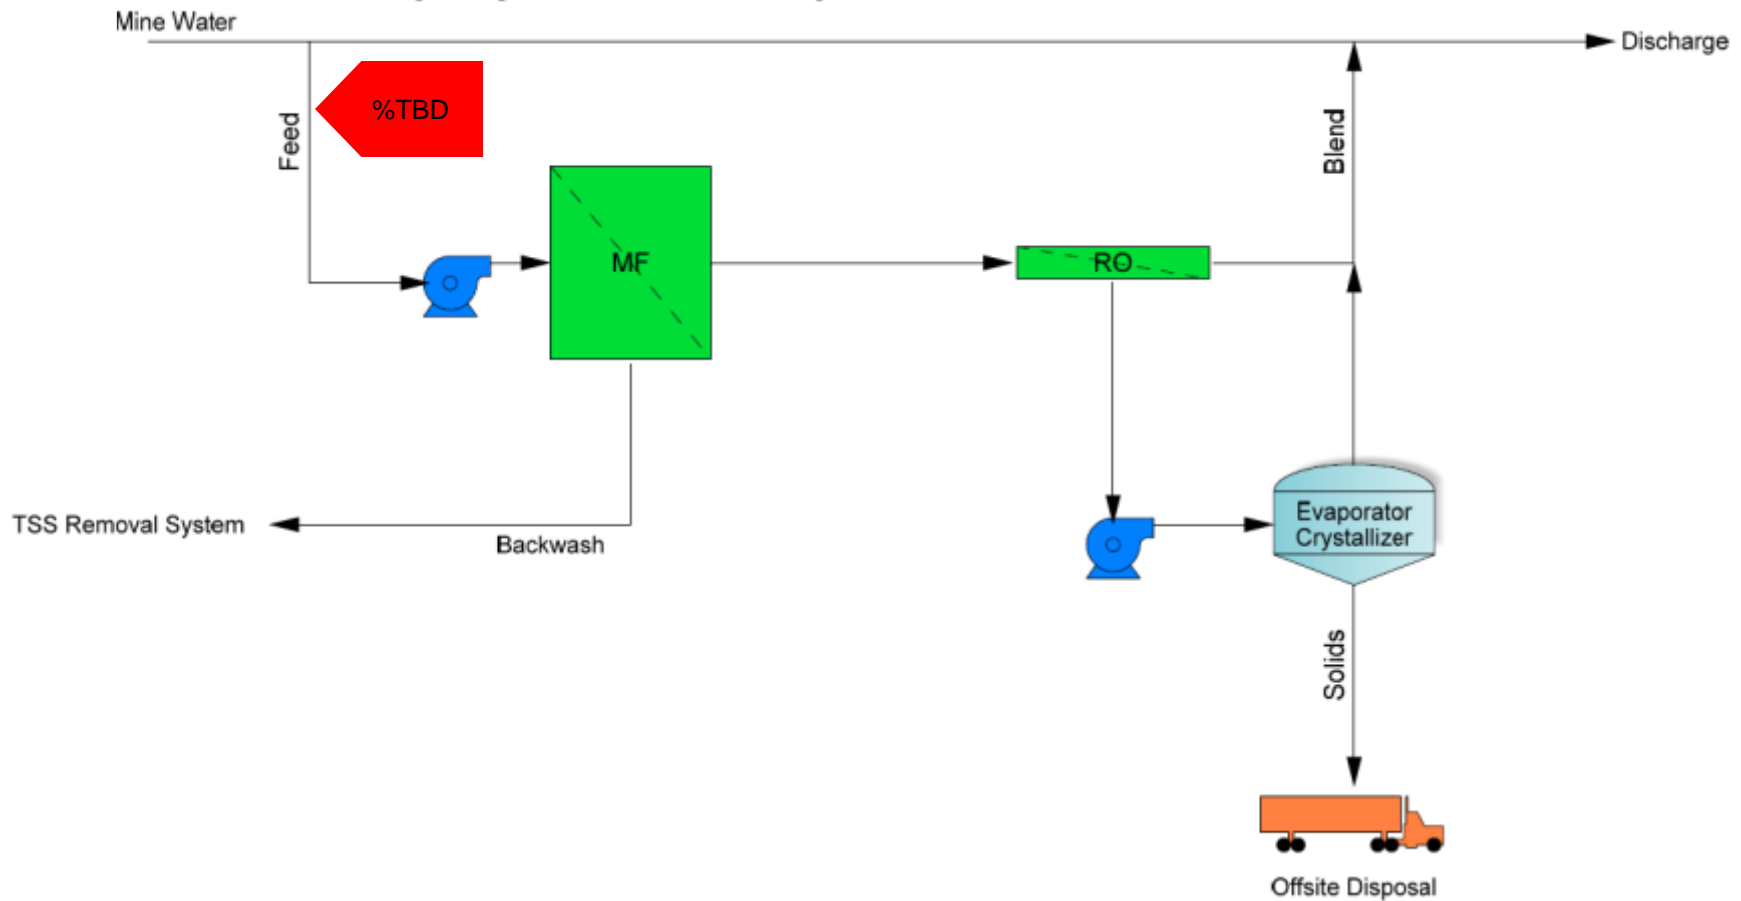 Mine Water
Discharge
%TBD
Feed
Blend
MF
RO
Evaporator
Crystallizer
TSS Removal System
Backwash
Solids
Offsite Disposal